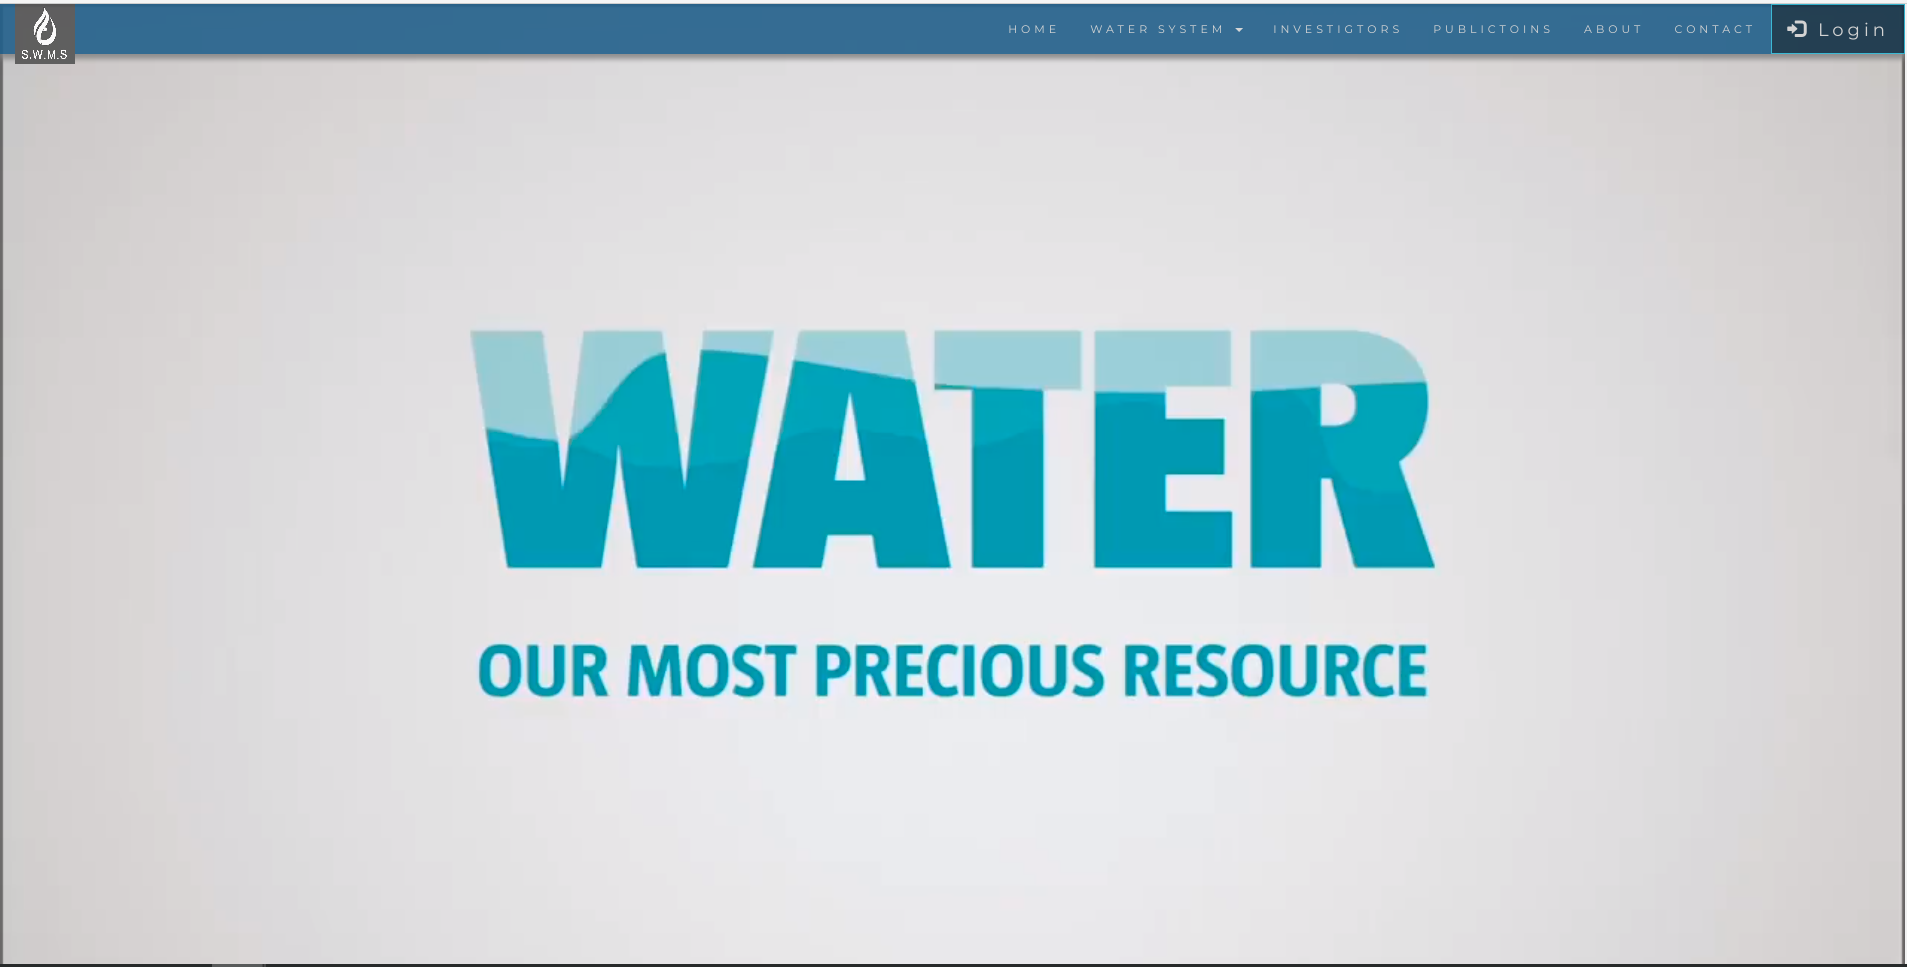 S.W.M.S
HOME WATER SYSTEM INVESTIGTORS PUBLICTOINS ABOUT CONTACT Login
WATER
OUR MOST PRECIOUS RESOURCE